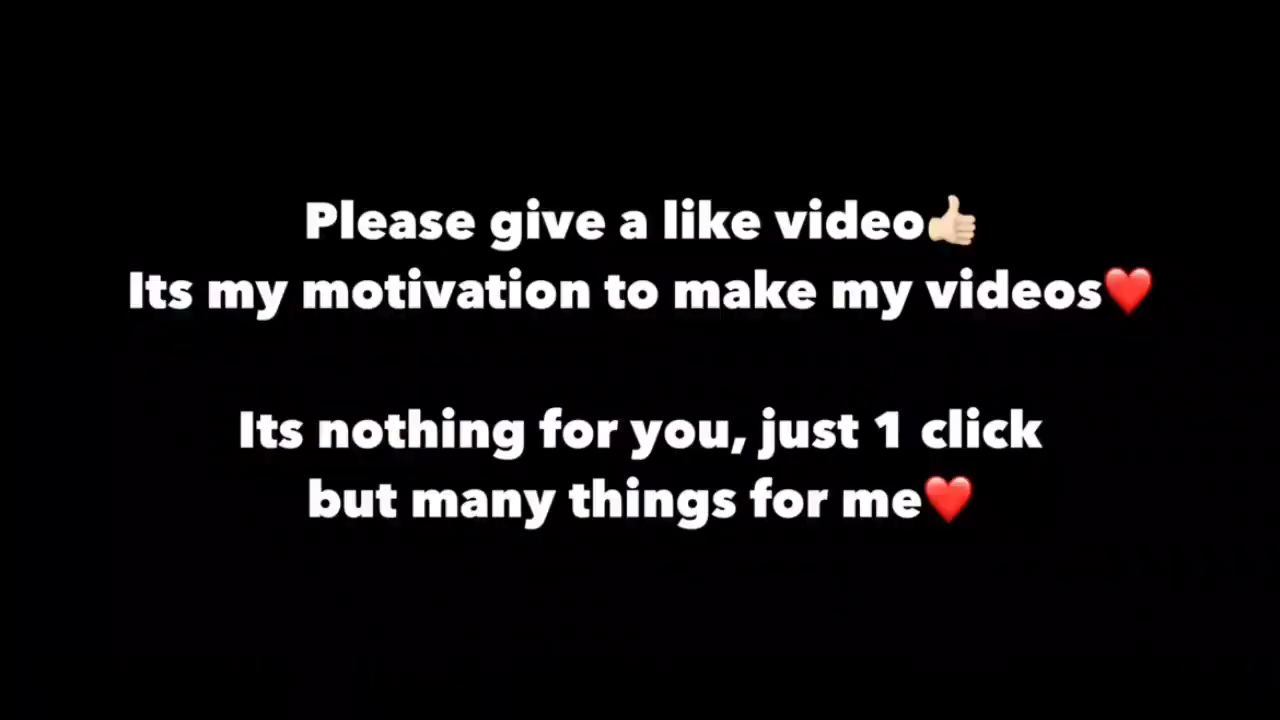 Please give a like video👍🏼
Its my motivation to make my videos❤️
Its nothing for you, just 1 click
but many things for me❤️